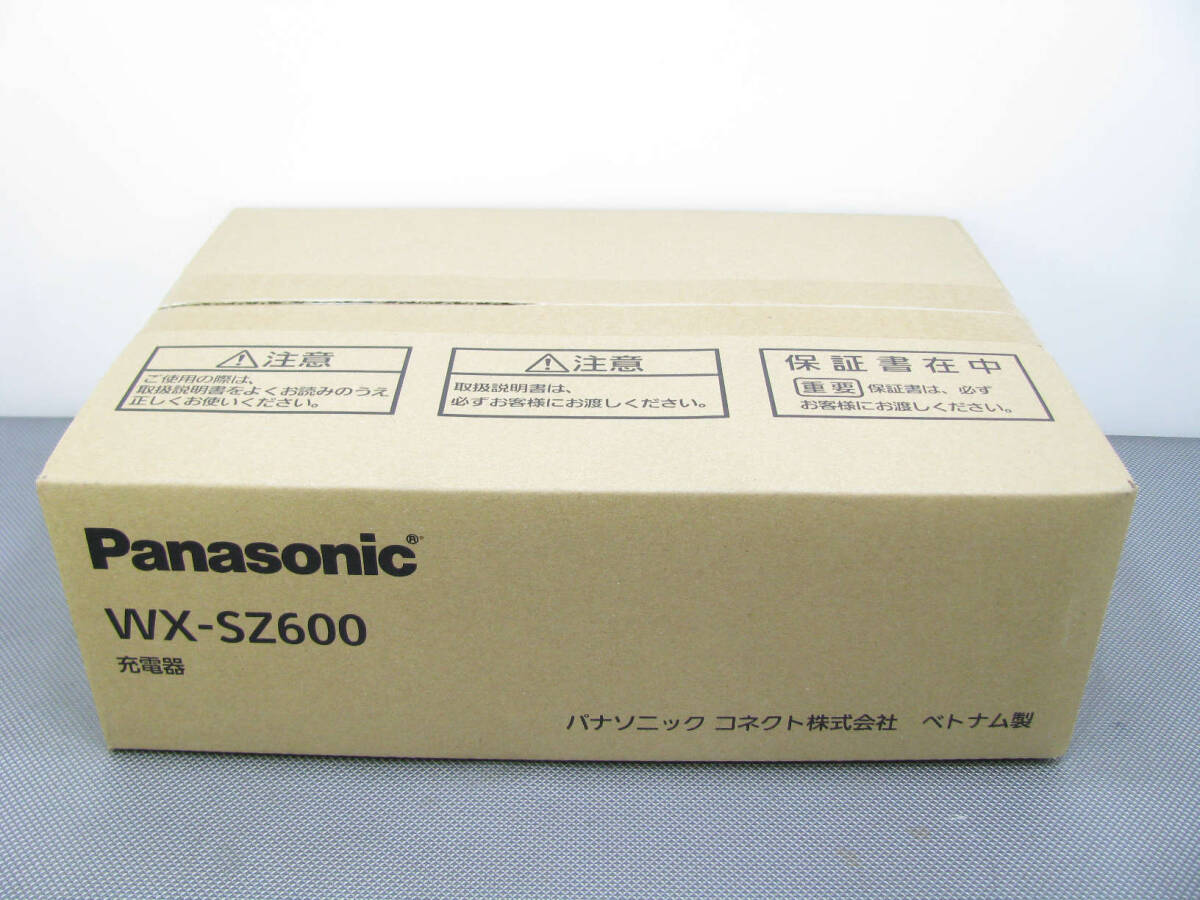 ⚠注意
ご使用の際は、
取扱説明書をよくお読みのうえ
正しくお使いください。
⚠注意
取扱説明書は、
必ずお客様にお渡しください。
保証書在中
重要 保証書は、必ず
お客様にお渡しください。
Panasonic®
WX-SZ600
充電器
パナソニック コネクト株式会社 ベトナム製